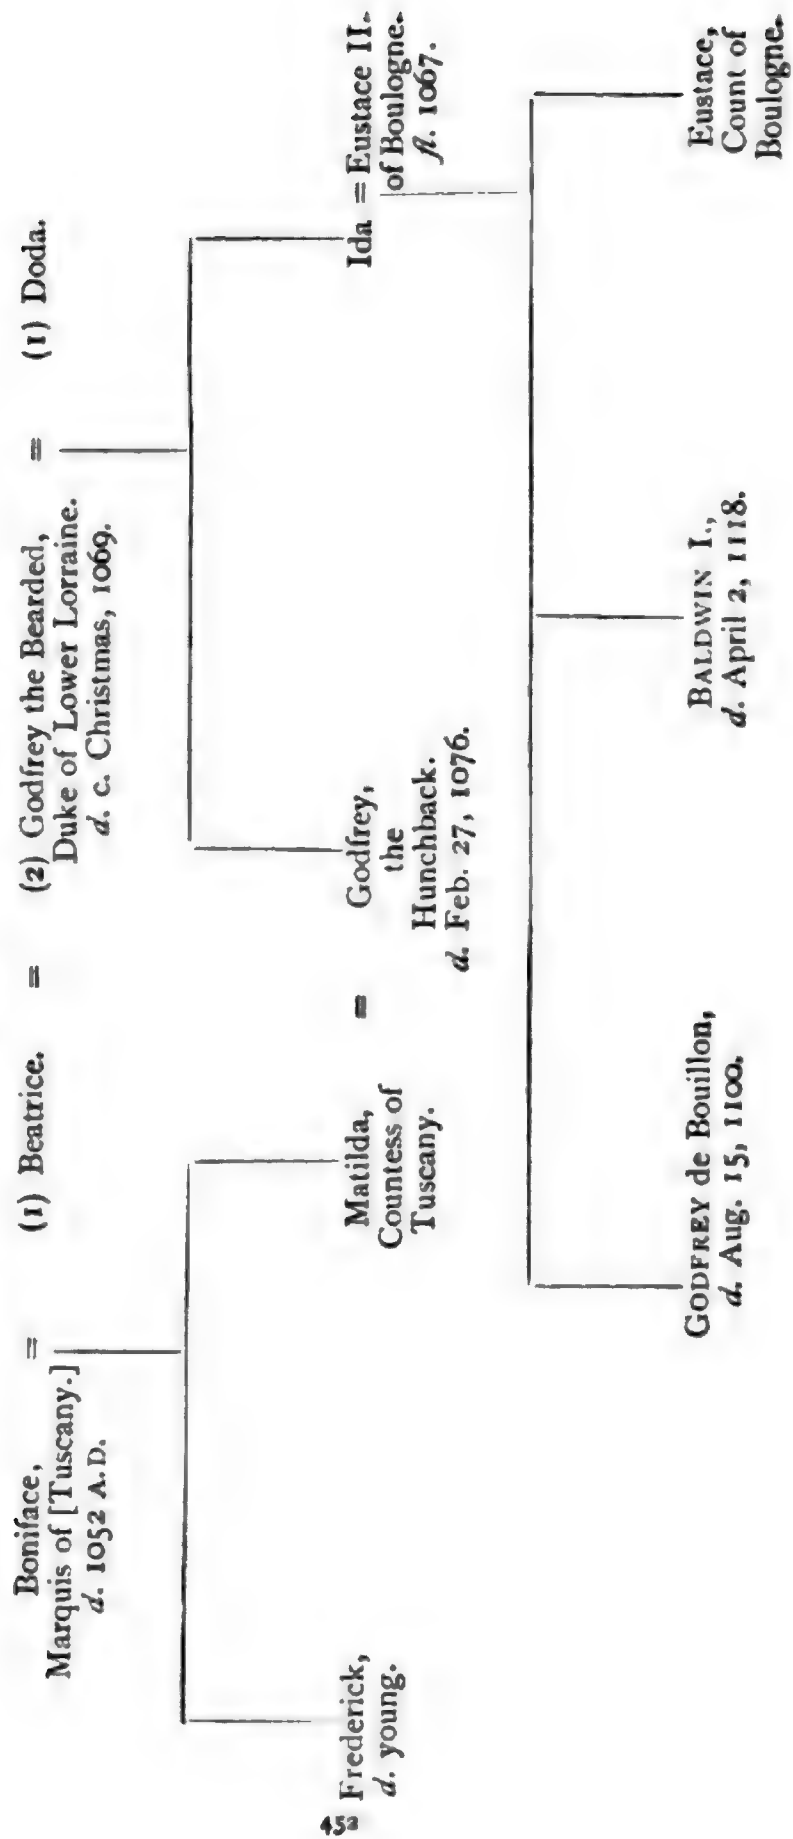 Boniface,
Marquis of [Tuscany.]
d. 1052 A.D.
=
(1) Beatrice.
=
(2) Godfrey the Bearded,
Duke of Lower Lorraine.
d. c. Christmas, 1069.
=
(1) Doda.
Frederick,
d. young.
Matilda,
Countess of
Tuscany.
=
Godfrey,
the
Hunchback.
d. Feb. 27, 1076.
Ida = Eustace II.
of Boulogne.
fl. 1067.
GODFREY de Bouillon,
d. Aug. 15, 1100.
BALDWIN I.,
d. April 2, 1118.
Eustace,
Count of
Boulogne.
452